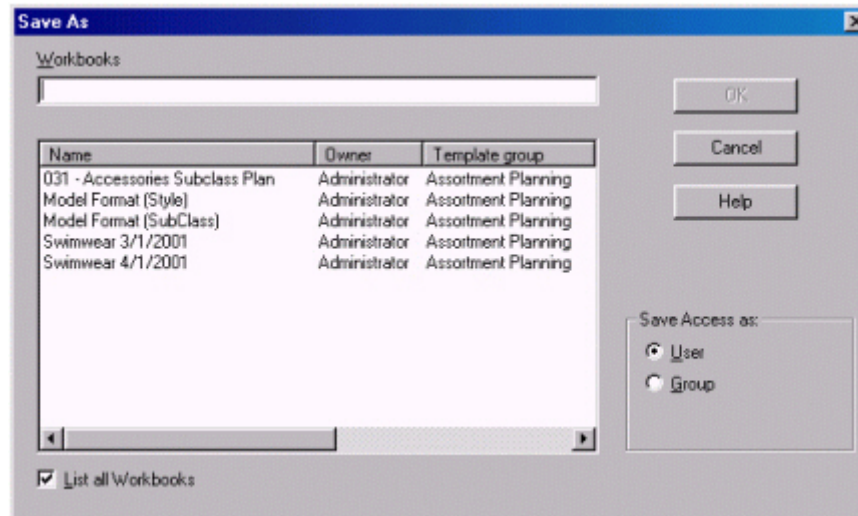 Save As
Workbooks
OK
Cancel
Help
Name Owner Template group
031 - Accessories Subclass Plan Administrator Assortment Planning
Model Format (Style) Administrator Assortment Planning
Model Format (SubClass) Administrator Assortment Planning
Swimwear 3/1/2001 Administrator Assortment Planning
Swimwear 4/1/2001 Administrator Assortment Planning
Save Access as:
User
Group
List all Workbooks